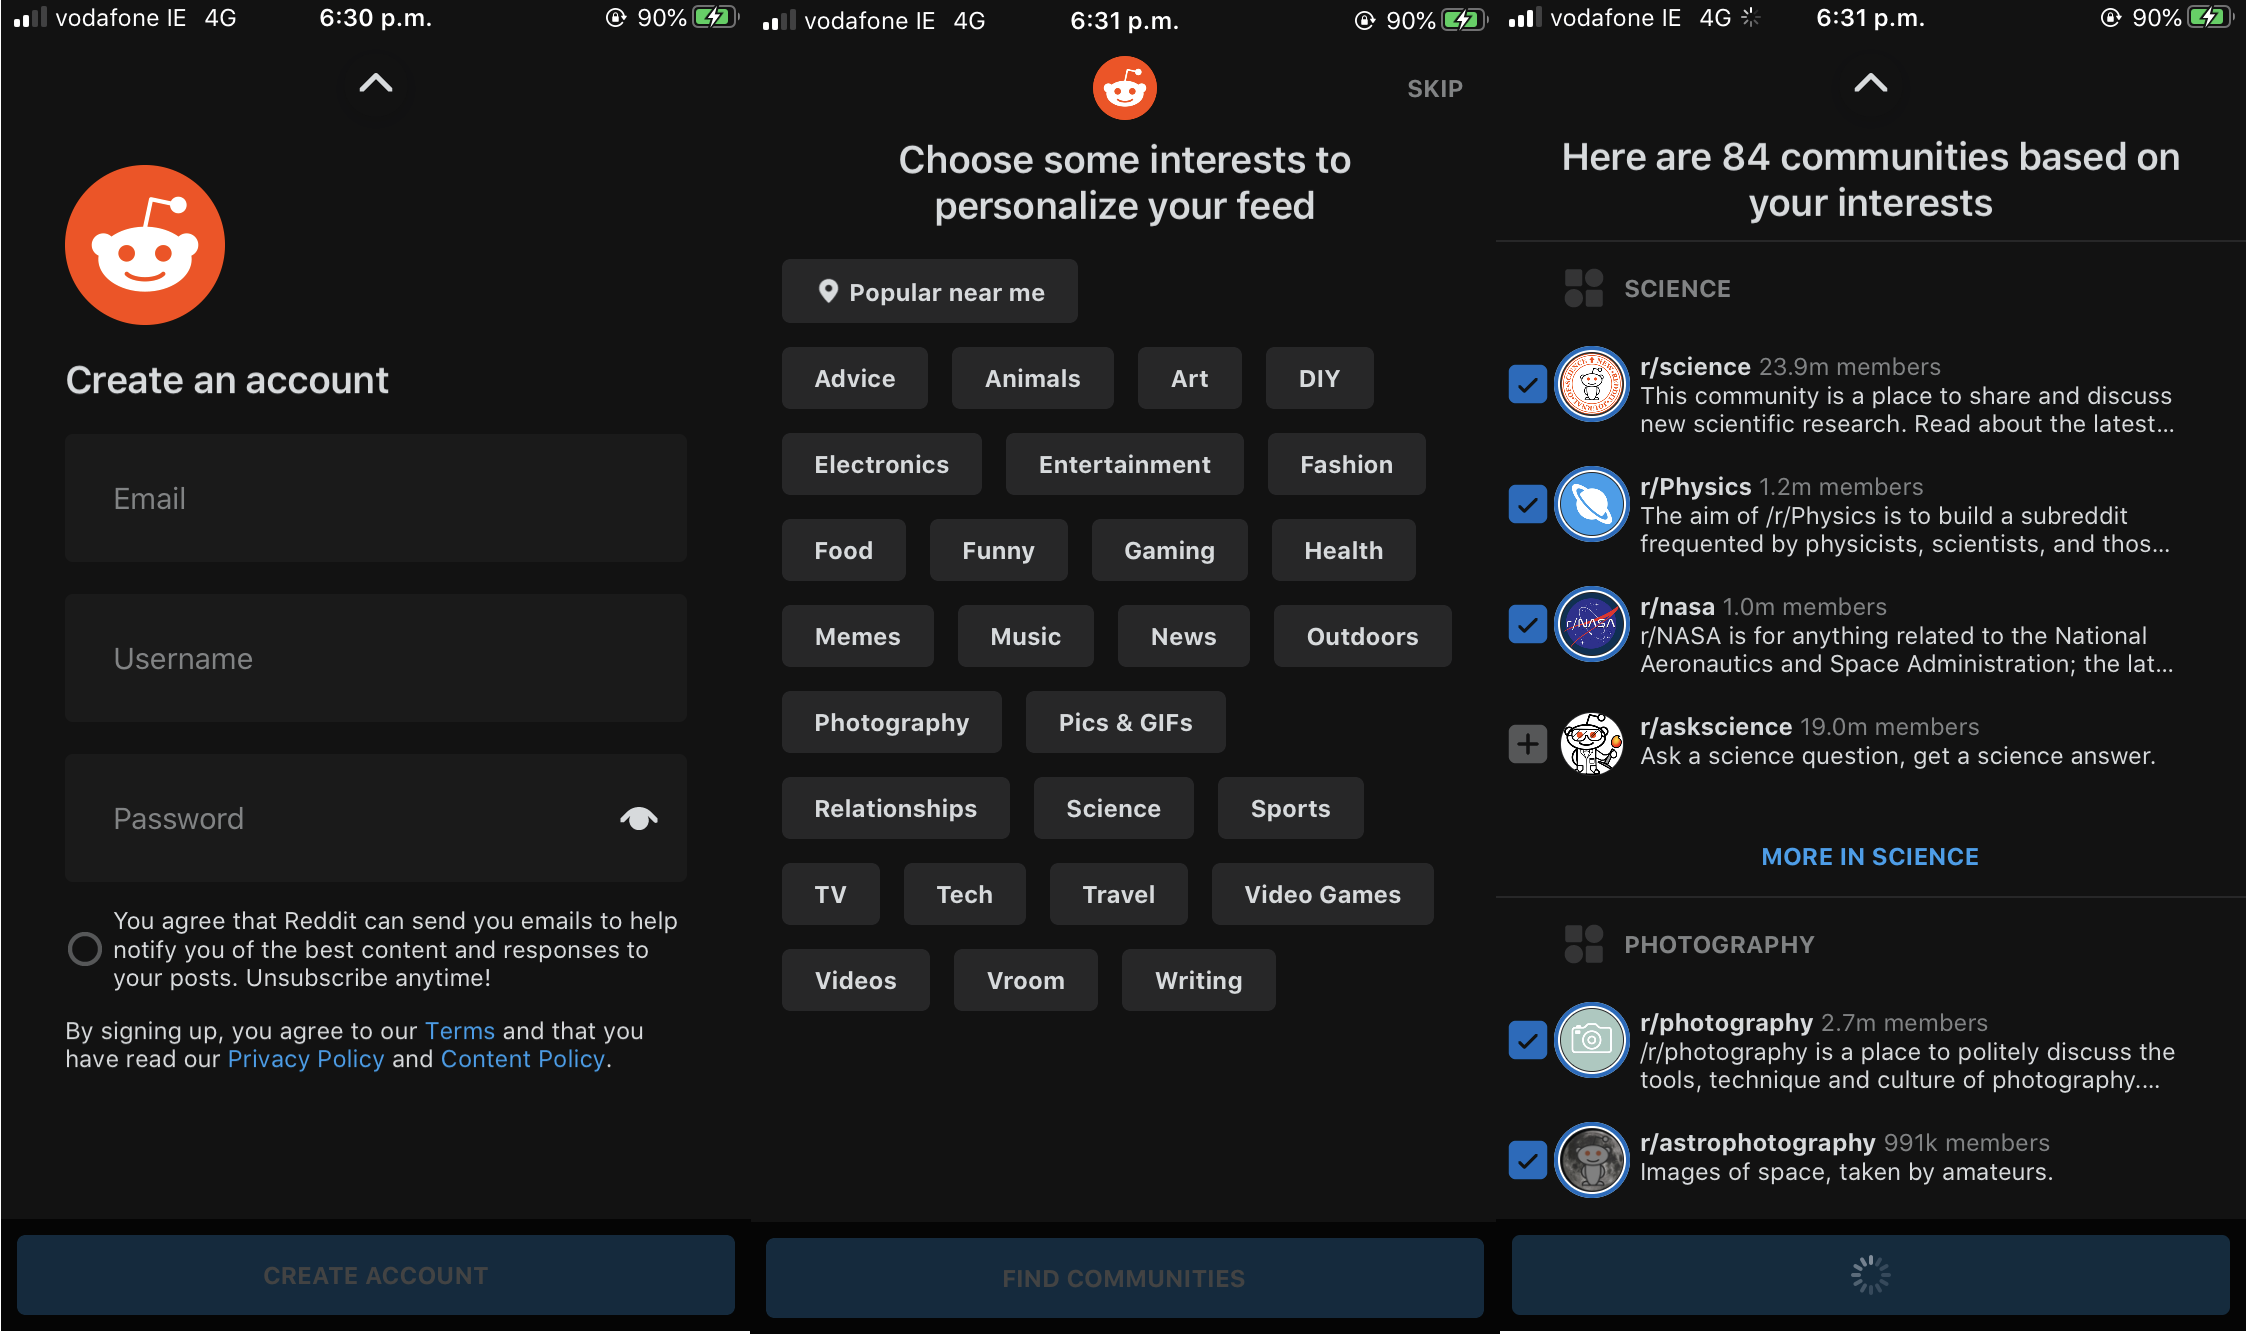 vodafone IE 4G 6:30 p.m. 90%
Create an account
Email
Username
Password
You agree that Reddit can send you emails to help
notify you of the best content and responses to
your posts. Unsubscribe anytime!
By signing up, you agree to our Terms and that you
have read our Privacy Policy and Content Policy.
CREATE ACCOUNT
vodafone IE 4G 6:31 p.m. 90%
SKIP
Choose some interests to
personalize your feed
Popular near me
Advice Animals Art DIY
Electronics Entertainment Fashion
Food Funny Gaming Health
Memes Music News Outdoors
Photography Pics & GIFs
Relationships Science Sports
TV Tech Travel Video Games
Videos Vroom Writing
FIND COMMUNITIES
vodafone IE 4G 6:31 p.m. 90%
Here are 84 communities based on
your interests
SCIENCE
r/science 23.9m members
This community is a place to share and discuss
new scientific research. Read about the latest...
r/Physics 1.2m members
The aim of /r/Physics is to build a subreddit
frequented by physicists, scientists, and thos...
r/NASA
r/nasa 1.0m members
r/NASA is for anything related to the National
Aeronautics and Space Administration; the lat...
r/askscience 19.0m members
Ask a science question, get a science answer.
MORE IN SCIENCE
PHOTOGRAPHY
r/photography 2.7m members
/r/photography is a place to politely discuss the
tools, technique and culture of photography....
r/astrophotography 991k members
Images of space, taken by amateurs.